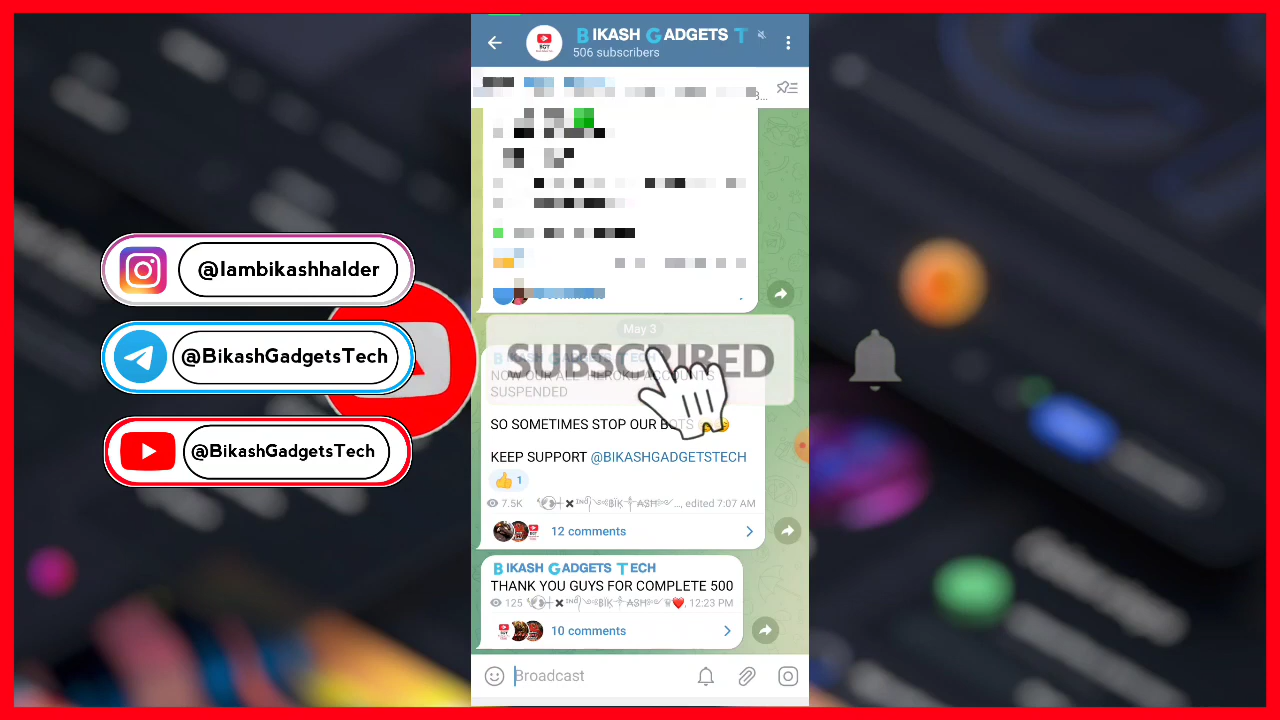 BIKASH GADGETS T
506 subscribers
@Iambikashhalder
@BikashGadgetsTech
@BikashGadgetsTech
May 3
SUBSCRIBED
BIKASH GADGETS TECH
NOW OUR ALL HEROKU ACCOUNTS
SUSPENDED
SO SOMETIMES STOP OUR BOTS
KEEP SUPPORT @BIKASHGADGETSTECH
👍 1
7.5K edited 7:07 AM
12 comments
BIKASH GADGETS TECH
THANK YOU GUYS FOR COMPLETE 500
125 12:23 PM
10 comments
Broadcast